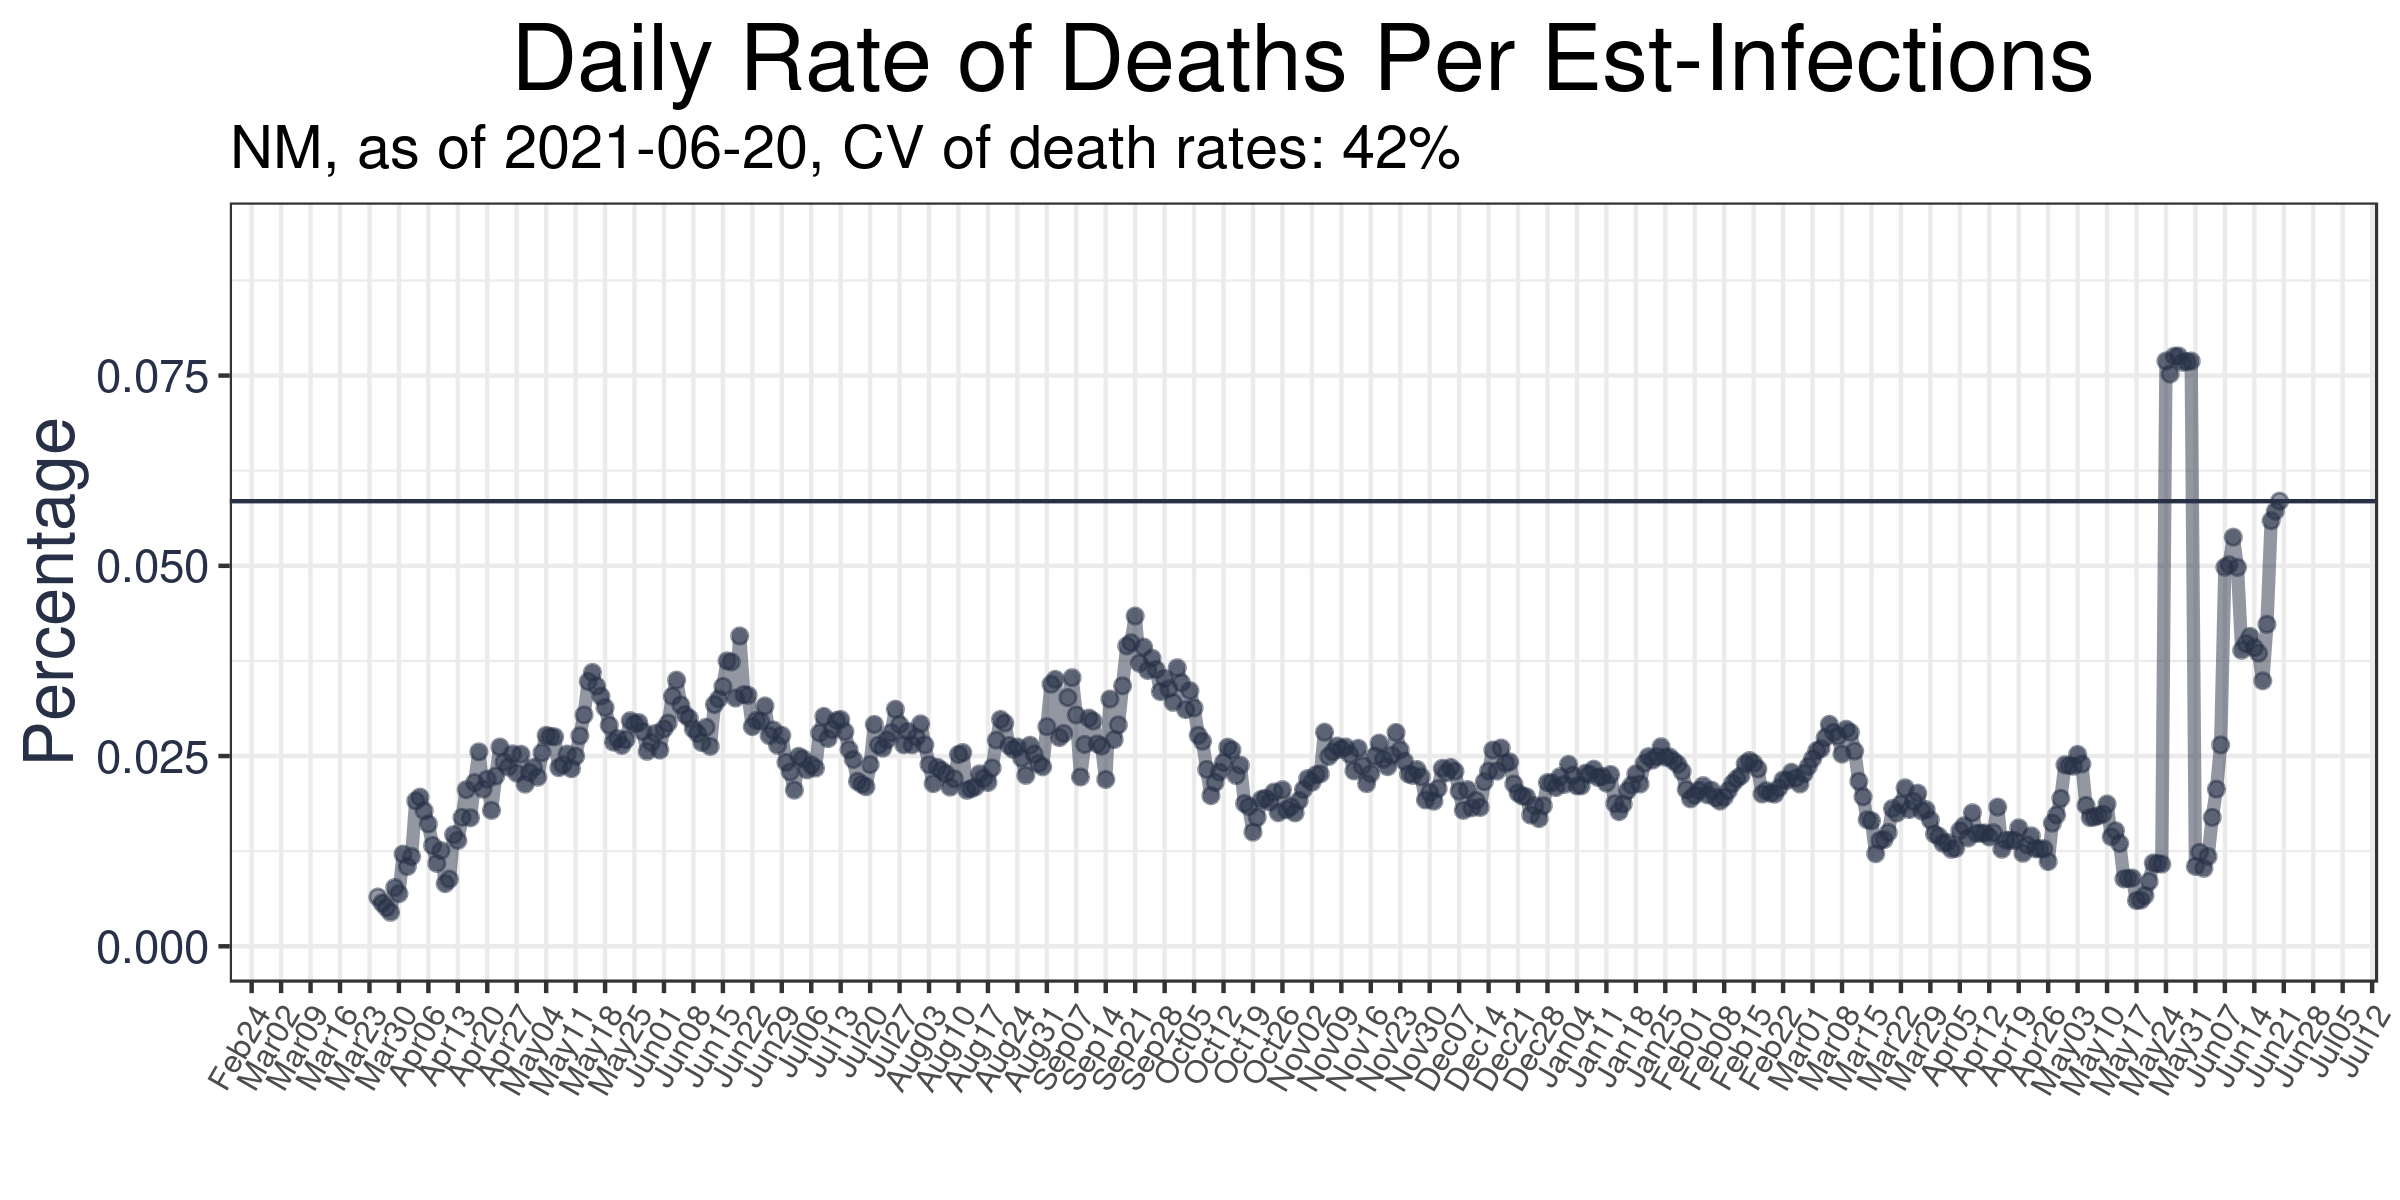 Daily Rate of Deaths Per Est-Infections
NM, as of 2021-06-20, CV of death rates: 42%
Percentage
0.075
0.050
0.025
0.000
Feb24
Mar02
Mar09
Mar16
Mar23
Mar30
Apr06
Apr13
Apr20
Apr27
May04
May11
May18
May25
Jun01
Jun08
Jun15
Jun22
Jun29
Jul06
Jul13
Jul20
Jul27
Aug03
Aug10
Aug17
Aug24
Aug31
Sep07
Sep14
Sep21
Sep28
Oct05
Oct12
Oct19
Oct26
Nov02
Nov09
Nov16
Nov23
Nov30
Dec07
Dec14
Dec21
Dec28
Jan04
Jan11
Jan18
Jan25
Feb01
Feb08
Feb15
Feb22
Mar01
Mar08
Mar15
Mar22
Mar29
Apr05
Apr12
Apr19
Apr26
May03
May10
May17
May24
May31
Jun07
Jun14
Jun21
Jun28
Jul05
Jul12